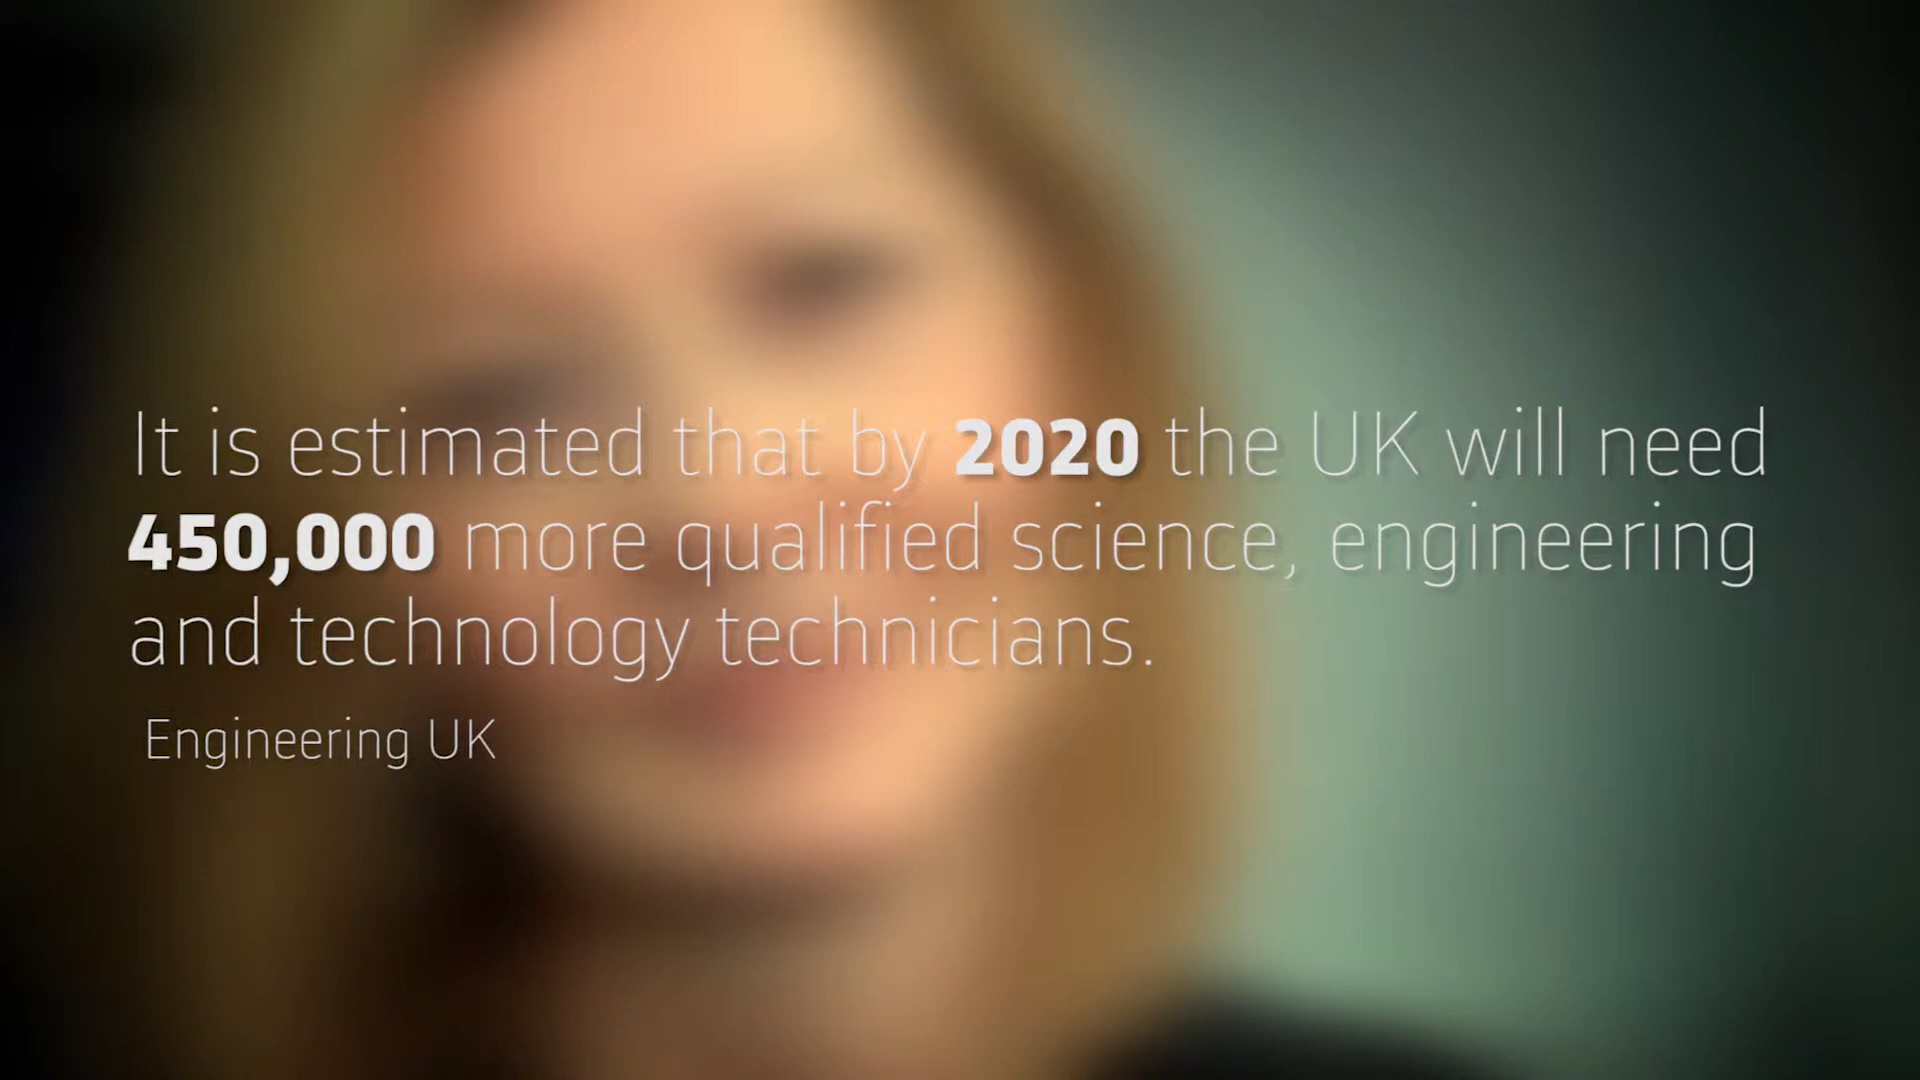 It is estimated that by 2020 the UK will need
450,000 more qualified science, engineering
and technology technicians.
Engineering UK